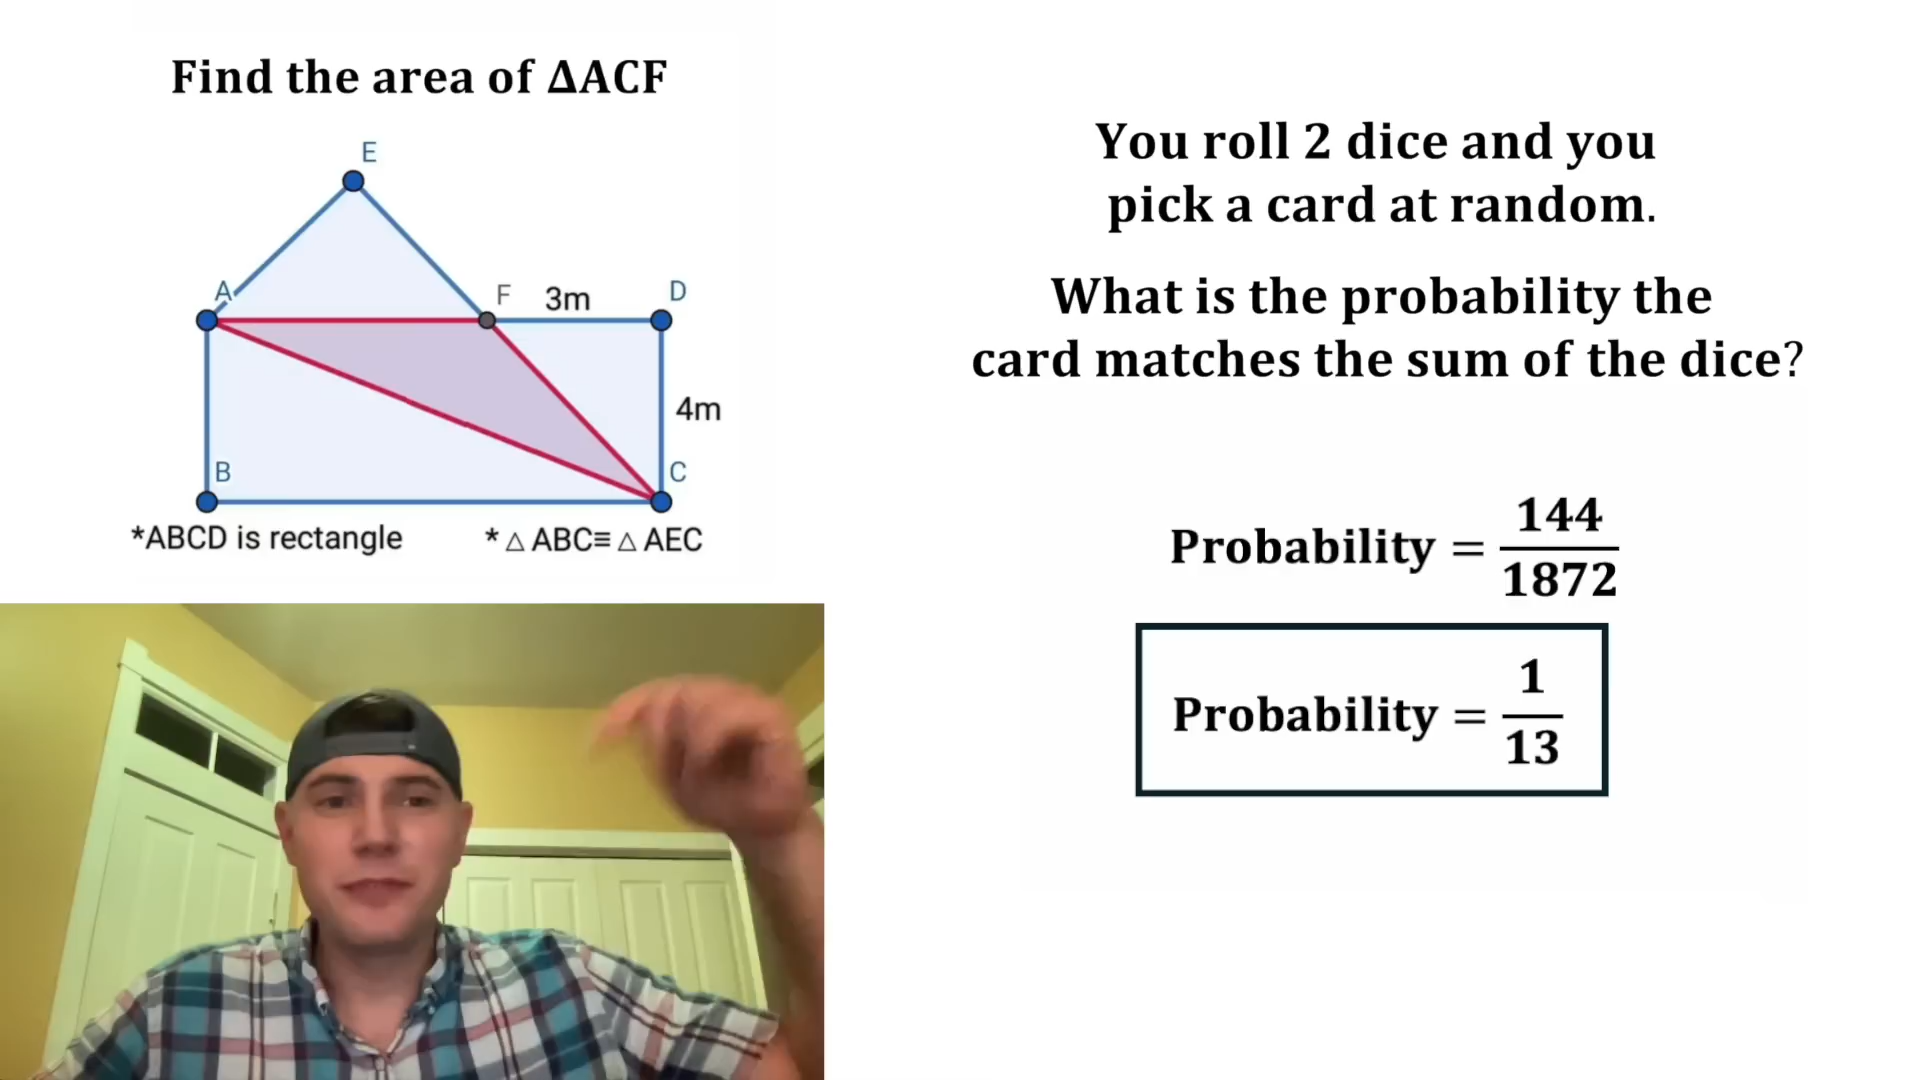 Find the area of ΔACF
E
A
F
3m
D
4m
B
C
*ABCD is rectangle
*△ ABC≡△ AEC
You roll 2 dice and you
pick a card at random.
What is the probability the
card matches the sum of the dice?
Probability = 144/1872
Probability = 1/13